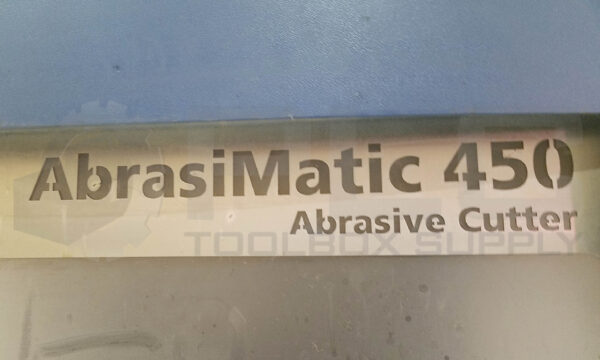 AbrasiMatic 450
Abrasive Cutter
TOOLBOX SUPPLY